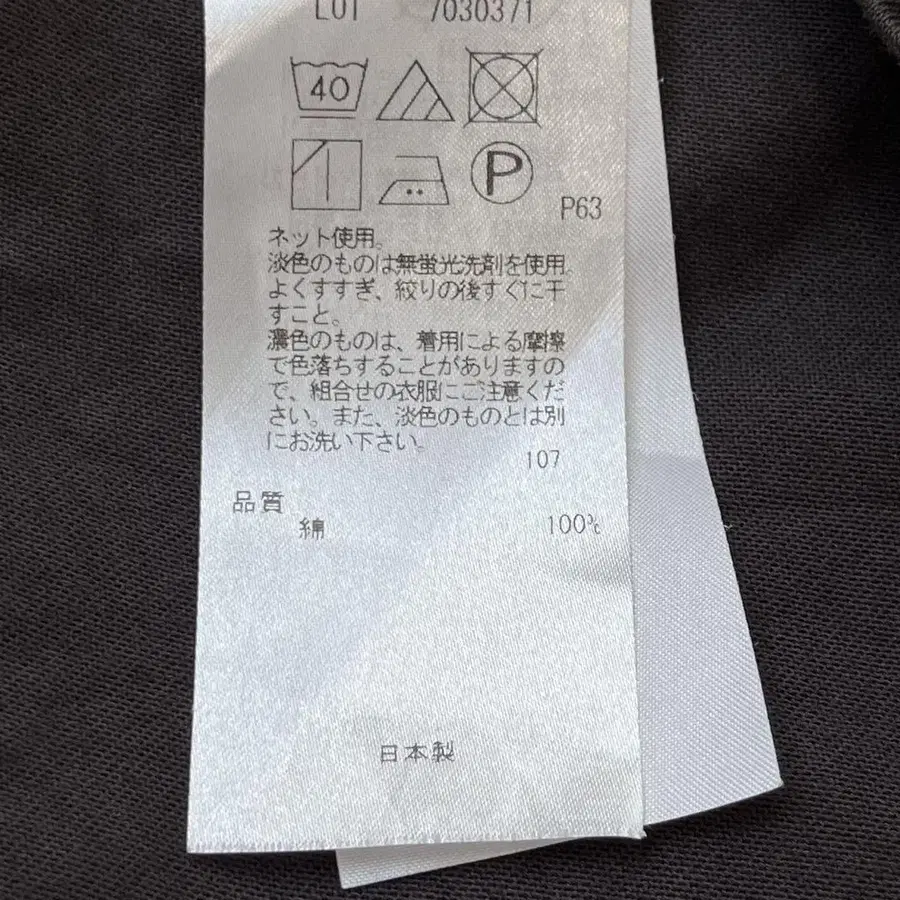 LOT 7030371
40
P
P63
ネット使用。
淡色のものは無蛍光洗剤を使用。
よくすすぎ、絞りの後すぐに干
すこと。
濃色のものは、着用による摩擦
で色落ちすることがありますの
で、組合せの衣服にご注意くだ
さい。また、淡色のものとは別
にお洗い下さい。
107
品質
綿 100%
日本製